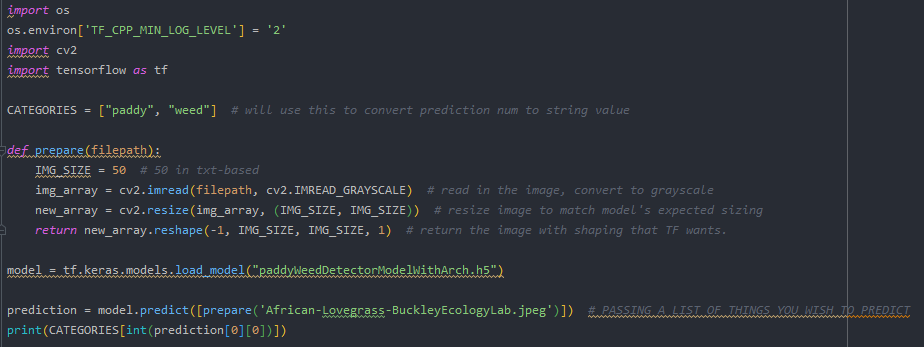 import os
os.environ['TF_CPP_MIN_LOG_LEVEL'] = '2'
import cv2
import tensorflow as tf
CATEGORIES = ["paddy", "weed"]  # will use this to convert prediction num to string value
def prepare(filepath):
    IMG_SIZE = 50  # 50 in txt-based
    img_array = cv2.imread(filepath, cv2.IMREAD_GRAYSCALE)  # read in the image, convert to grayscale
    new_array = cv2.resize(img_array, (IMG_SIZE, IMG_SIZE))  # resize image to match model's expected sizing
    return new_array.reshape(-1, IMG_SIZE, IMG_SIZE, 1)  # return the image with shaping that TF wants.
model = tf.keras.models.load_model("paddyWeedDetectorModelWithArch.h5")
prediction = model.predict([prepare('African-Lovegrass-BuckleyEcologyLab.jpeg')])  # PASSING A LIST OF THINGS YOU WISH TO PREDICT
print(CATEGORIES[int(prediction[0][0])])